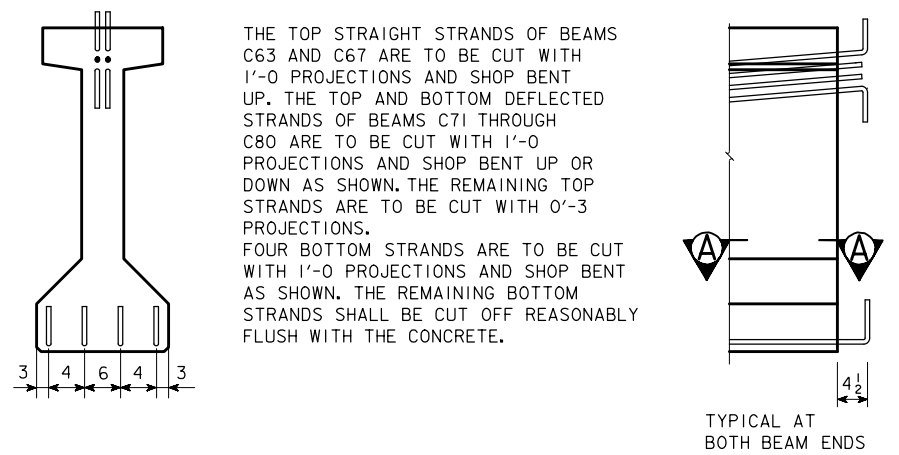 THE TOP STRAIGHT STRANDS OF BEAMS
C63 AND C67 ARE TO BE CUT WITH
1'-0 PROJECTIONS AND SHOP BENT
UP. THE TOP AND BOTTOM DEFLECTED
STRANDS OF BEAMS C71 THROUGH
C80 ARE TO BE CUT WITH 1'-0
PROJECTIONS AND SHOP BENT UP OR
DOWN AS SHOWN. THE REMAINING TOP
STRANDS ARE TO BE CUT WITH 0'-3
PROJECTIONS.
FOUR BOTTOM STRANDS ARE TO BE CUT
WITH 1'-0 PROJECTIONS AND SHOP BENT
AS SHOWN. THE REMAINING BOTTOM
STRANDS SHALL BE CUT OFF REASONABLY
FLUSH WITH THE CONCRETE.
3 4 6 4 3
A A
4 1/2
TYPICAL AT
BOTH BEAM ENDS